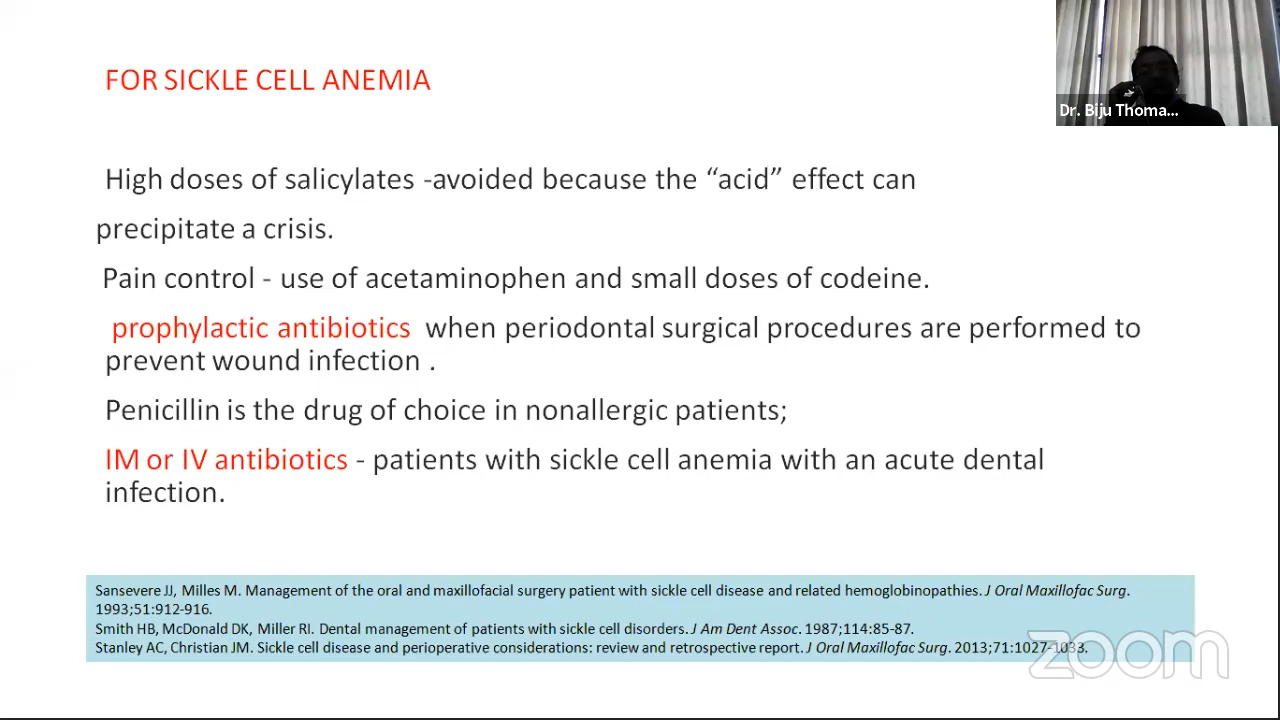 FOR SICKLE CELL ANEMIA
Dr. Biju Thoma...
High doses of salicylates -avoided because the “acid” effect can
precipitate a crisis.
Pain control - use of acetaminophen and small doses of codeine.
prophylactic antibiotics when periodontal surgical procedures are performed to
prevent wound infection .
Penicillin is the drug of choice in nonallergic patients;
IM or IV antibiotics - patients with sickle cell anemia with an acute dental
infection.
Sansevere JJ, Milles M. Management of the oral and maxillofacial surgery patient with sickle cell disease and related hemoglobinopathies. J Oral Maxillofac Surg.
1993;51:912-916.
Smith HB, McDonald DK, Miller RI. Dental management of patients with sickle cell disorders. J Am Dent Assoc. 1987;114:85-87.
Stanley AC, Christian JM. Sickle cell disease and perioperative considerations: review and retrospective report. J Oral Maxillofac Surg. 2013;71:1027-1033.
zoom